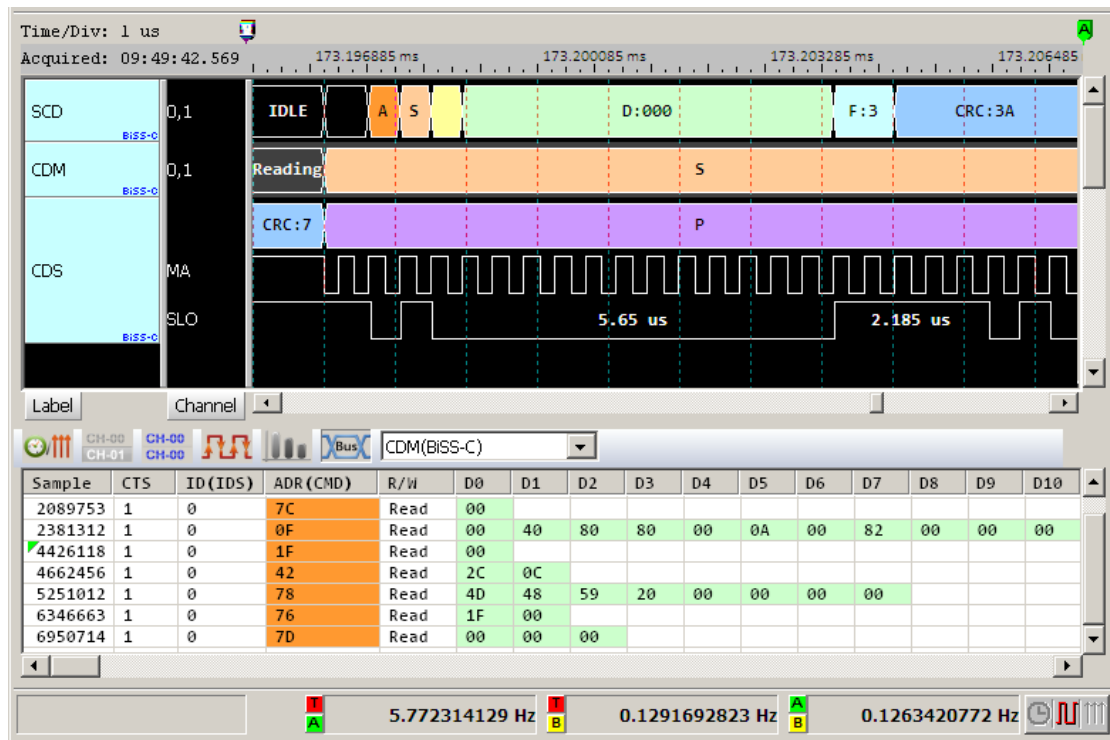 Time/Div: 1 us
Acquired: 09:49:42.569 173.196885 ms 173.200085 ms 173.203285 ms 173.206485
A
SCD BiSS-C 0,1 IDLE A S D:000 F:3 CRC:3A
CDM BiSS-C 0,1 Reading S
CRC:7 P
CDS MA
SLO 5.65 us 2.185 us
BiSS-C
Label Channel
CH-00 CH-01 CH-00 CH-00 Bus CDM(BiSS-C)
Sample CTS ID(IDS) ADR(CMD) R/W D0 D1 D2 D3 D4 D5 D6 D7 D8 D9 D10
2089753 1 0 7C Read 00
2381312 1 0 0F Read 00 40 80 80 00 0A 00 82 00 00 00
4426118 1 0 1F Read 00
4662456 1 0 42 Read 2C 0C
5251012 1 0 78 Read 4D 48 59 20 00 00 00 00
6346663 1 0 76 Read 1F 00
6950714 1 0 7D Read 00 00 00
T A 5.772314129 Hz T B 0.1291692823 Hz A B 0.1263420772 Hz